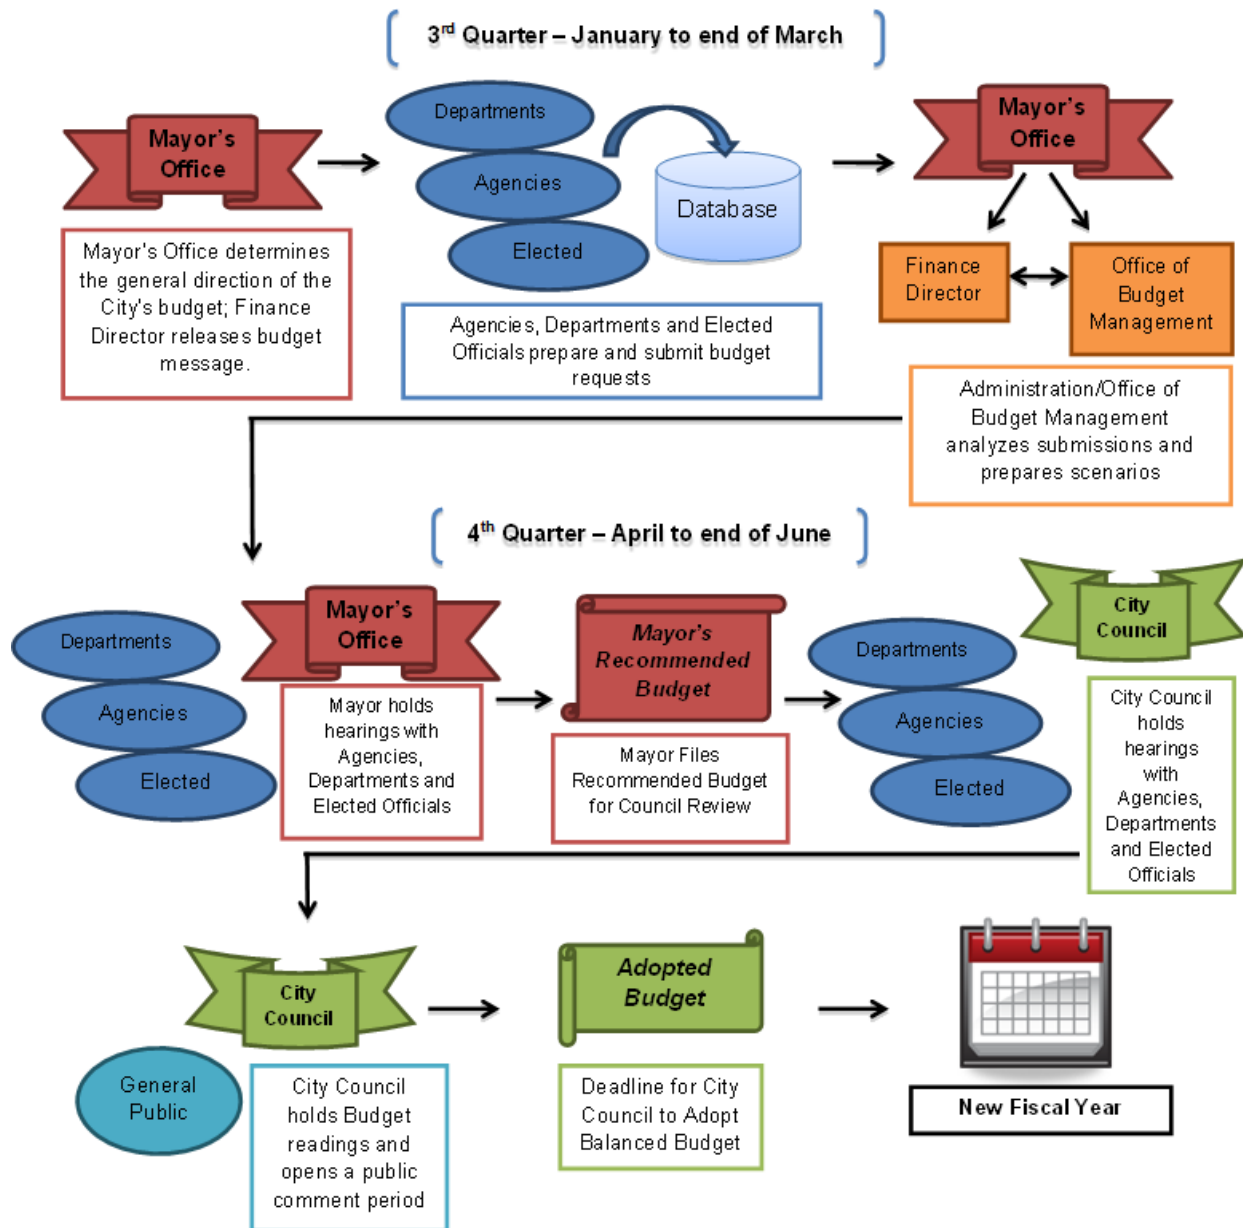 3rd Quarter – January to end of March
Mayor's
Office
Mayor's Office determines
the general direction of the
City's budget; Finance
Director releases budget
message.
Departments
Agencies
Elected
Database
Agencies, Departments and Elected
Officials prepare and submit budget
requests
Mayor's
Office
Finance
Director
Office of
Budget
Management
Administration/Office of
Budget Management
analyzes submissions and
prepares scenarios
4th Quarter – April to end of June
Departments
Agencies
Elected
Mayor's
Office
Mayor holds
hearings with
Agencies,
Departments and
Elected Officials
Mayor's
Recommended
Budget
Mayor Files
Recommended Budget
for Council Review
Departments
Agencies
Elected
City
Council
City Council
holds
hearings
with
Agencies,
Departments
and Elected
Officials
City
Council
General
Public
City Council
holds Budget
readings and
opens a public
comment period
Adopted
Budget
Deadline for City
Council to Adopt
Balanced Budget
New Fiscal Year